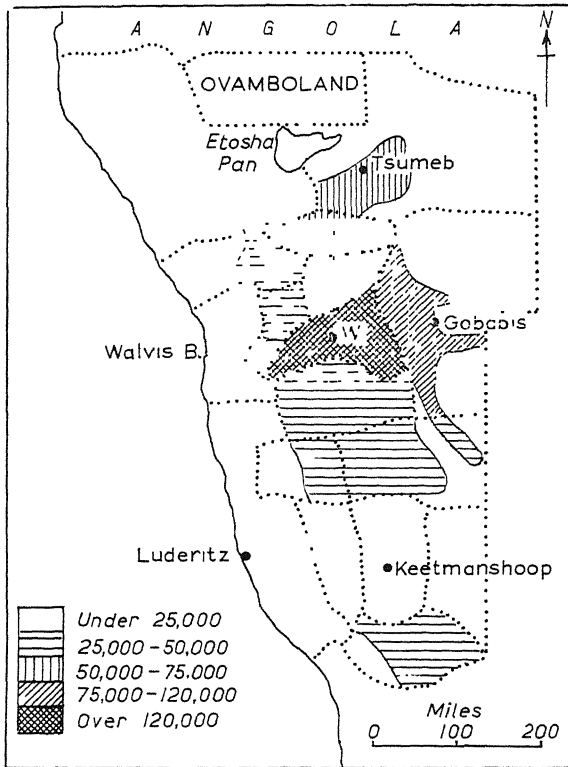 A N G O L A
N
OVAMBOLAND
Etosha
Pan
Tsumeb
Gobabis
W
Walvis B.
Luderitz
Keetmanshoop
Under 25,000
25,000-50,000
50,000-75.000
75,000-120,000
Over 120,000
Miles
0 100 200